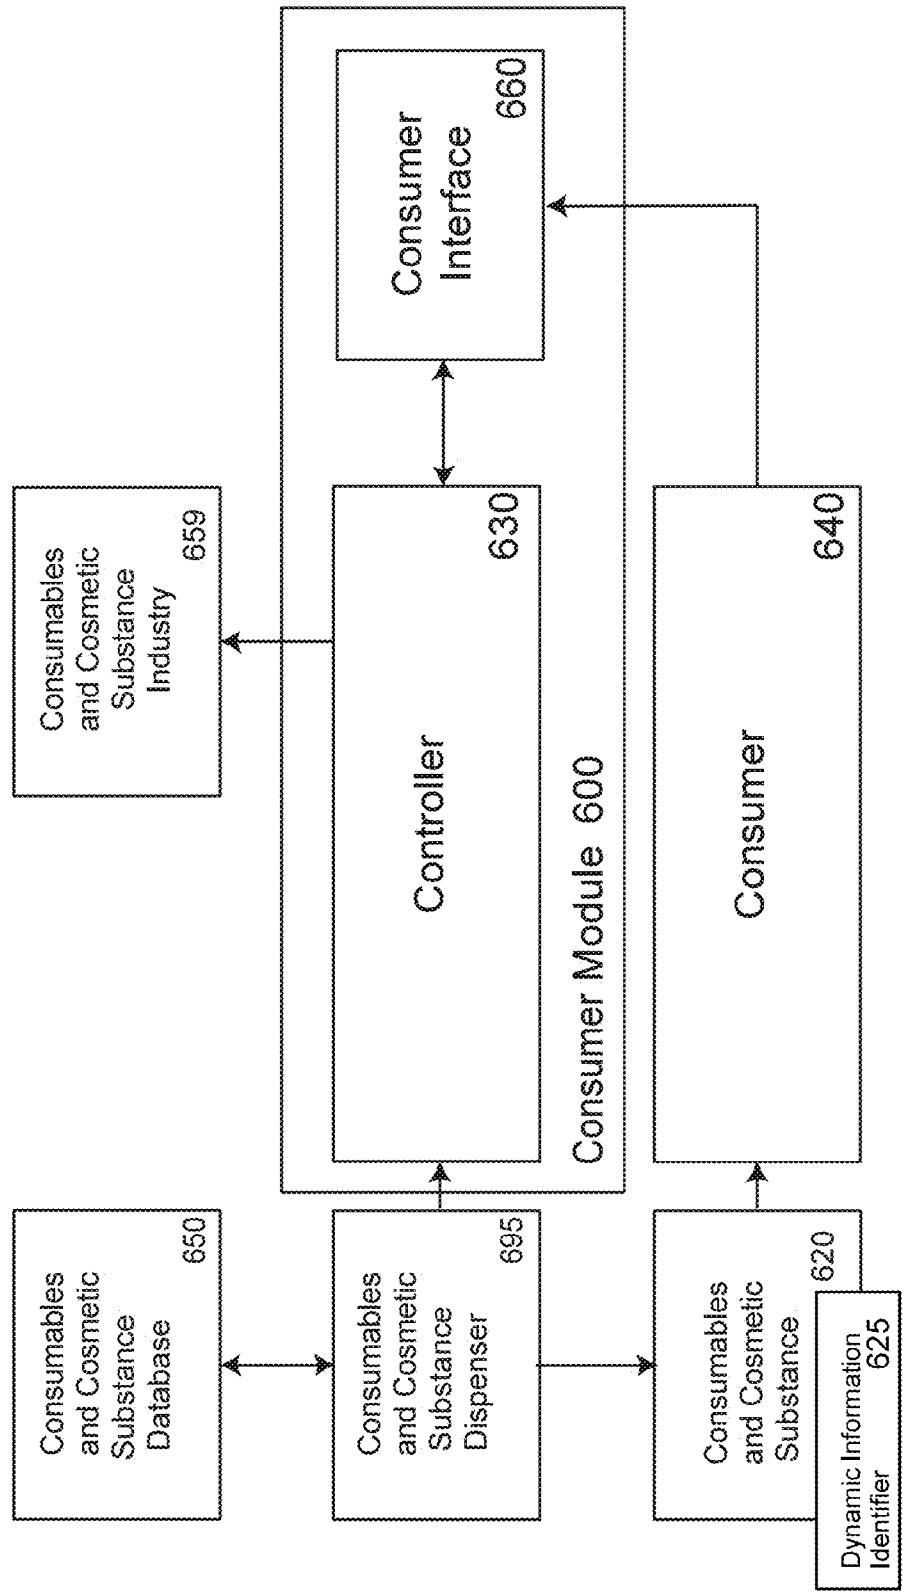 Consumables
and Cosmetic
Substance
Database
650
Consumables
and Cosmetic
Substance
Industry
659
Consumables
and Cosmetic
Substance
Dispenser
695
Controller
630
Consumer
Interface
660
Consumer Module 600
Consumables
and Cosmetic
Substance
620
Dynamic Information
Identifier 625
Consumer
640